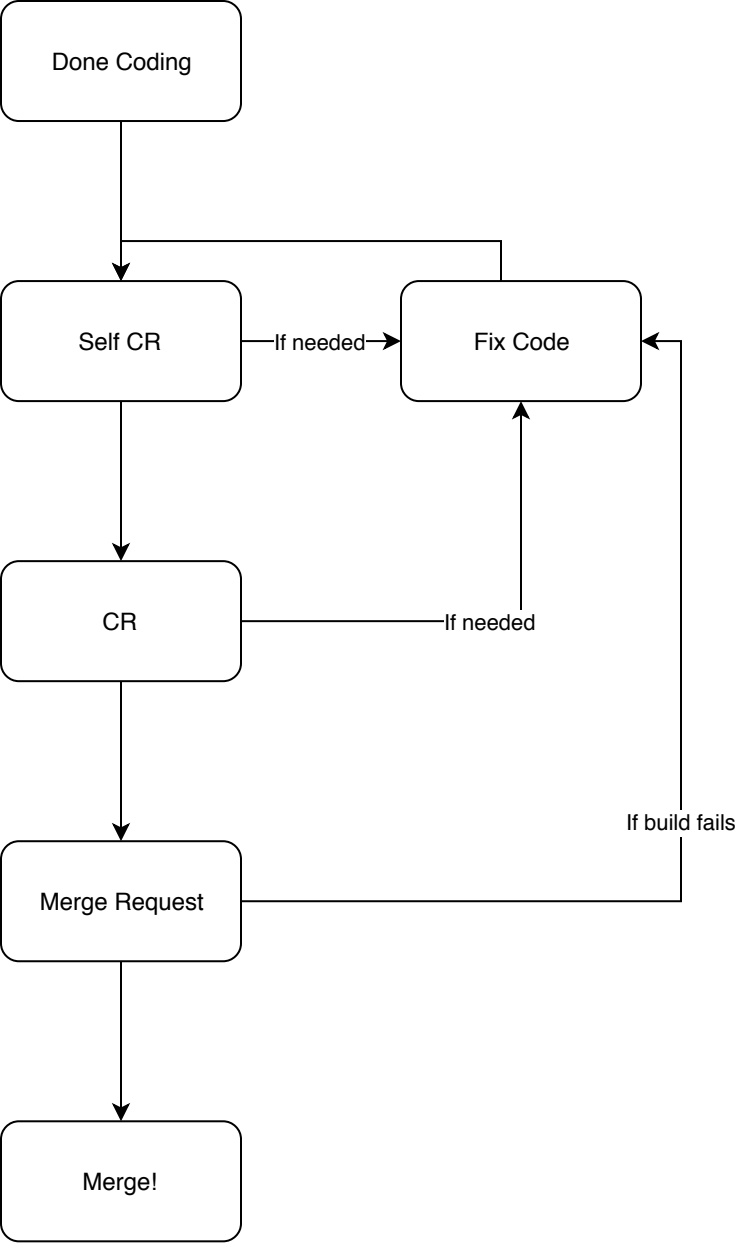 Done Coding
Self CR
If needed
Fix Code
CR
If needed
If build fails
Merge Request
Merge!